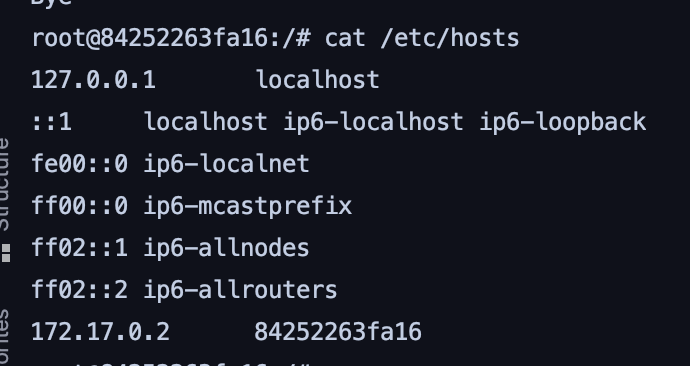 Bye
root@84252263fa16:/# cat /etc/hosts
127.0.0.1       localhost
::1     localhost ip6-localhost ip6-loopback
fe00::0 ip6-localnet
ff00::0 ip6-mcastprefix
ff02::1 ip6-allnodes
ff02::2 ip6-allrouters
172.17.0.2      84252263fa16
root@84252263fa16:/#
Structure